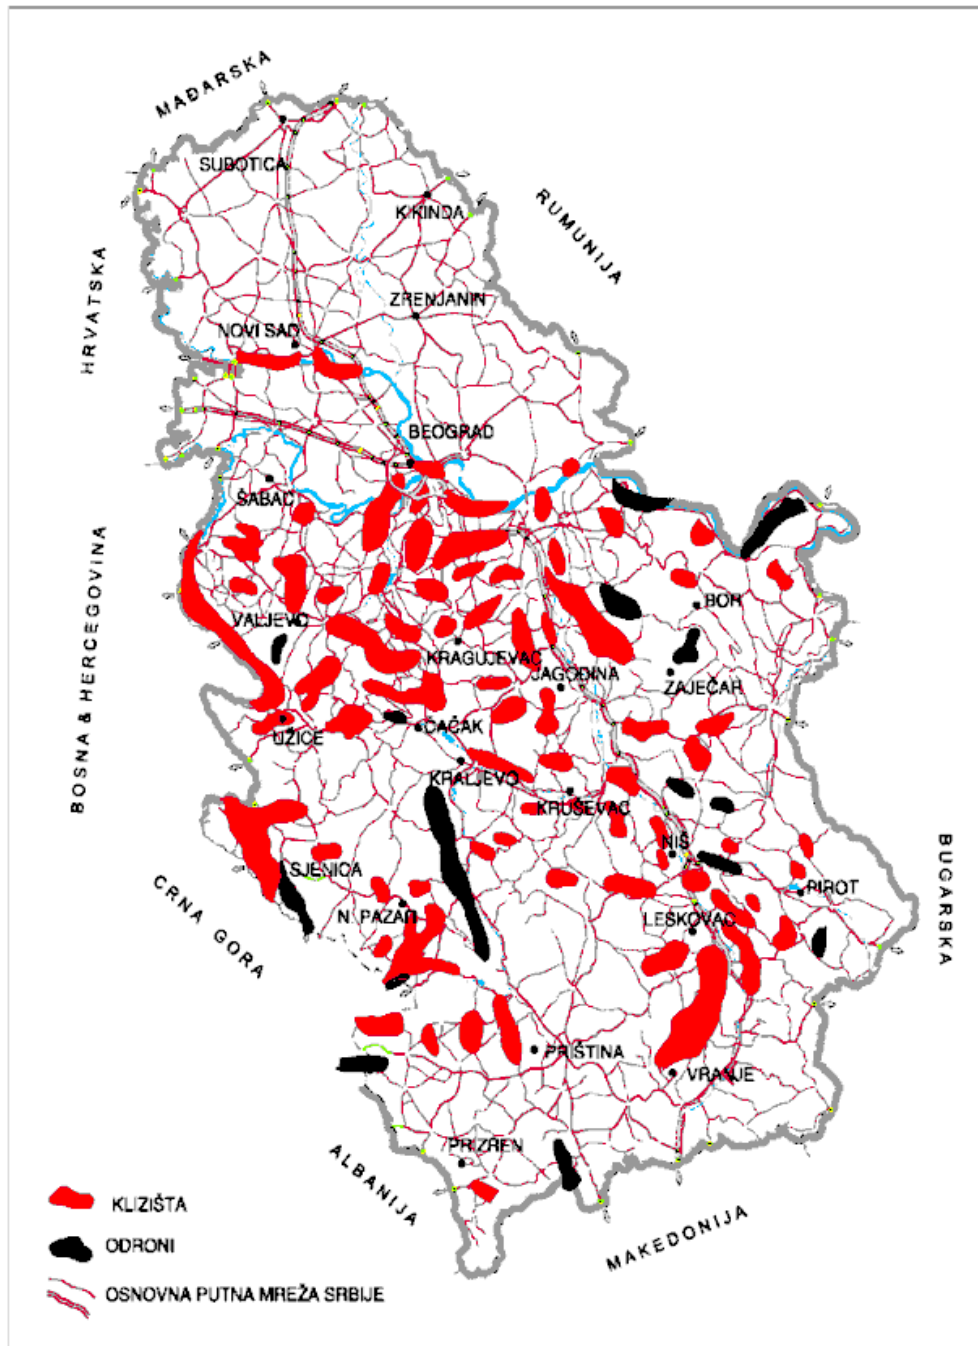 MAĐARSKA
SUBOTICA
KIKINDA
RUMUNIJA
HRVATSKA
ZRENJANIN
NOVI SAD
BEOGRAD
ŠABAC
BOSNA & HERCEGOVINA
VALJEVO
BOR
KRAGUJEVAC
JAGODINA
ZAJEČAR
UŽICE
ČAČAK
KRALJEVO
KRUŠEVAC
NIŠ
BUGARSKA
SJENICA
PIROT
CRNA GORA
N. PAZAR
LESKOVAC
PRIŠTINA
VRANJE
PRIZREN
ALBANIJA
MAKEDONIJA
KLIZIŠTA
ODRONI
OSNOVNA PUTNA MREŽA SRBIJE